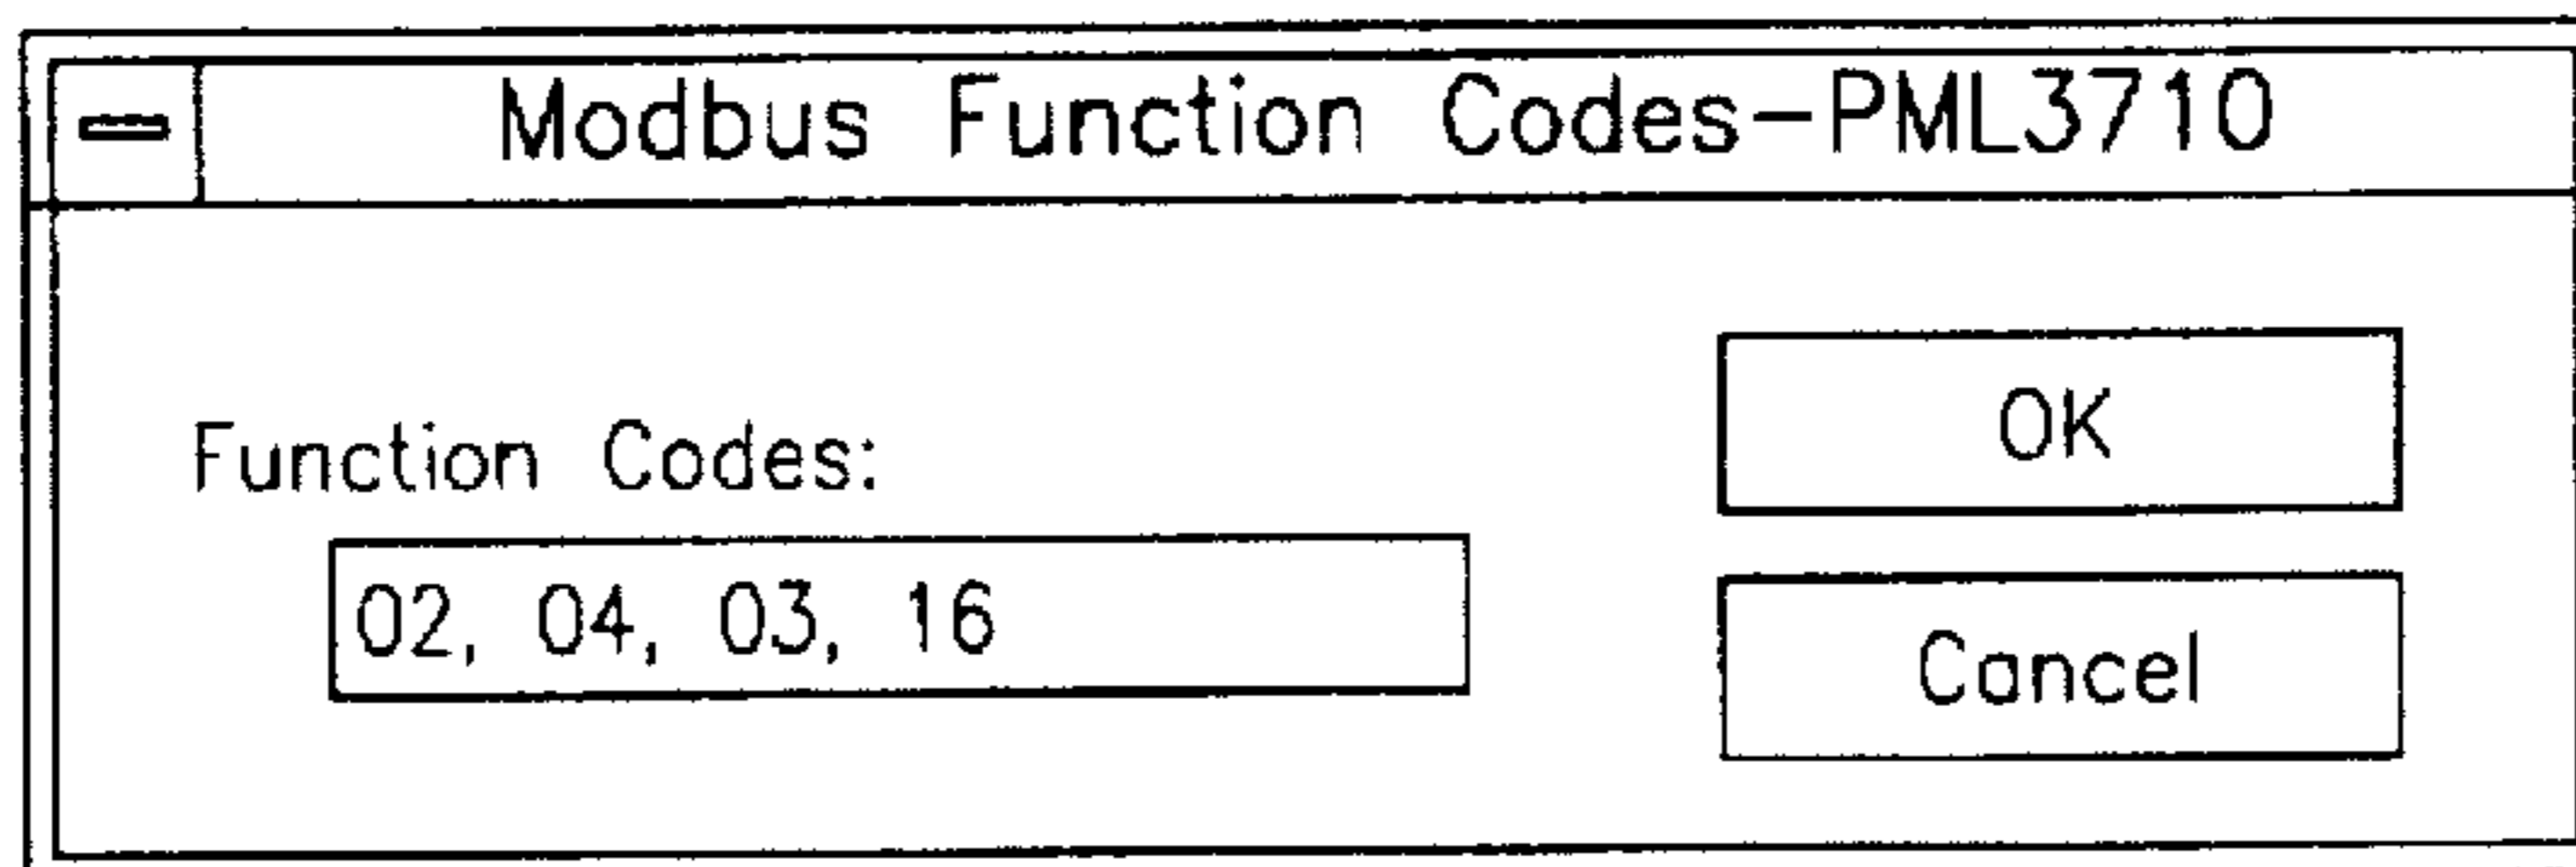 Modbus Function Codes-PML3710
Function Codes:
02, 04, 03, 16
OK
Cancel